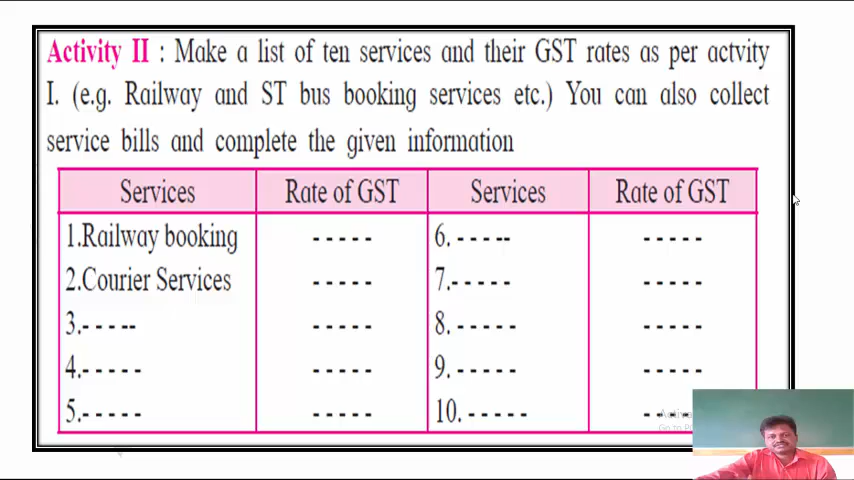 Activity II : Make a list of ten services and their GST rates as per actvity
I. (e.g. Railway and ST bus booking services etc.) You can also collect
service bills and complete the given information
Services Rate of GST Services Rate of GST
1.Railway booking - - - - - 6. - - - --
- - - - -
2.Courier Services - - - - - 7.- - - - - - - - - -
3.- - - -- - - - - - 8. - - - - - - - - - -
4.- - - - - - - - - - 9. - - - - - - - - - -
5.- - - - - - - - - - 10. - - - - - - -